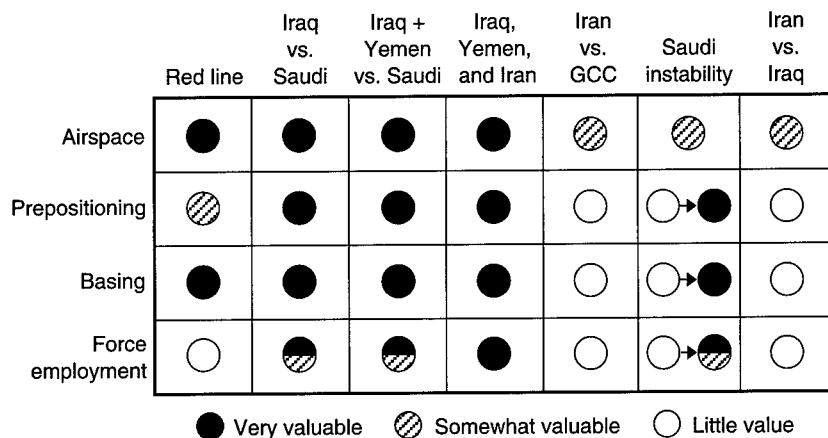 Red line
Iraq
vs.
Saudi
Iraq +
Yemen
vs. Saudi
Iraq,
Yemen,
and Iran
Iran
vs.
GCC
Saudi
instability
Iran
vs.
Iraq
Airspace
Prepositioning
Basing
Force
employment
Very valuable
Somewhat valuable
Little value